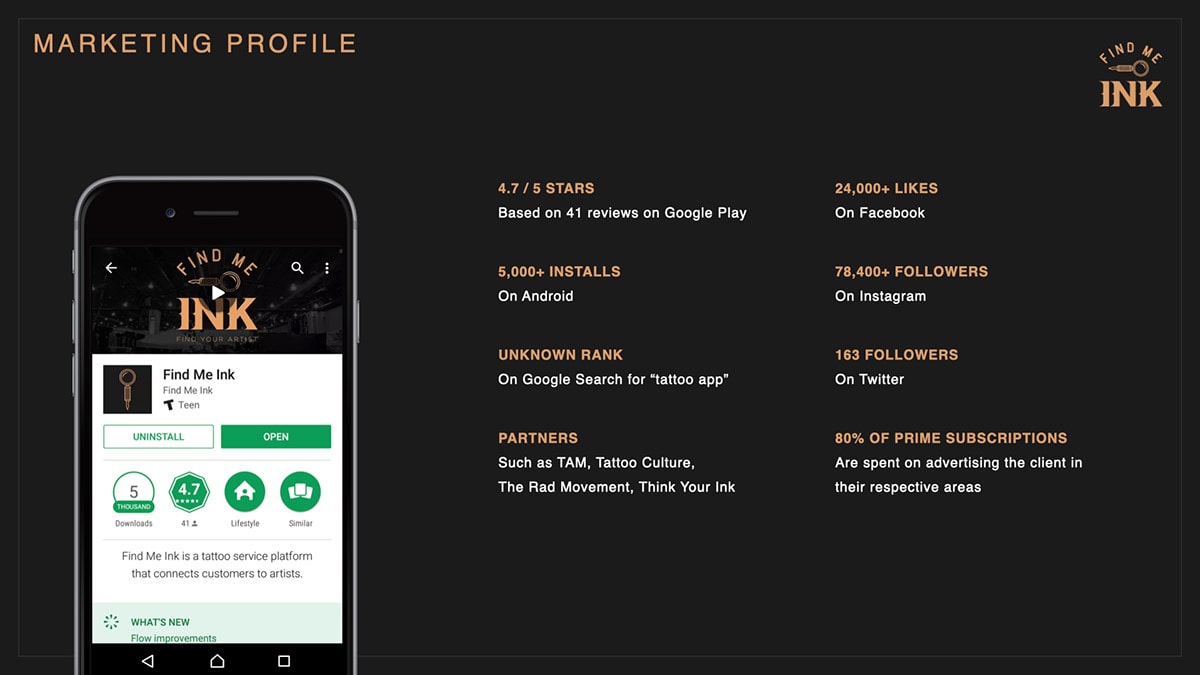 MARKETING PROFILE
FIND ME
INK
FIND ME
INK
FIND YOUR ARTIST
Find Me Ink
Find Me Ink
Teen
UNINSTALL
OPEN
5
THOUSAND
Downloads
4.7
41
Lifestyle
Similar
Find Me Ink is a tattoo service platform
that connects customers to artists.
WHAT'S NEW
Flow improvements
4.7 / 5 STARS
Based on 41 reviews on Google Play
5,000+ INSTALLS
On Android
UNKNOWN RANK
On Google Search for “tattoo app”
PARTNERS
Such as TAM, Tattoo Culture,
The Rad Movement, Think Your Ink
24,000+ LIKES
On Facebook
78,400+ FOLLOWERS
On Instagram
163 FOLLOWERS
On Twitter
80% OF PRIME SUBSCRIPTIONS
Are spent on advertising the client in
their respective areas